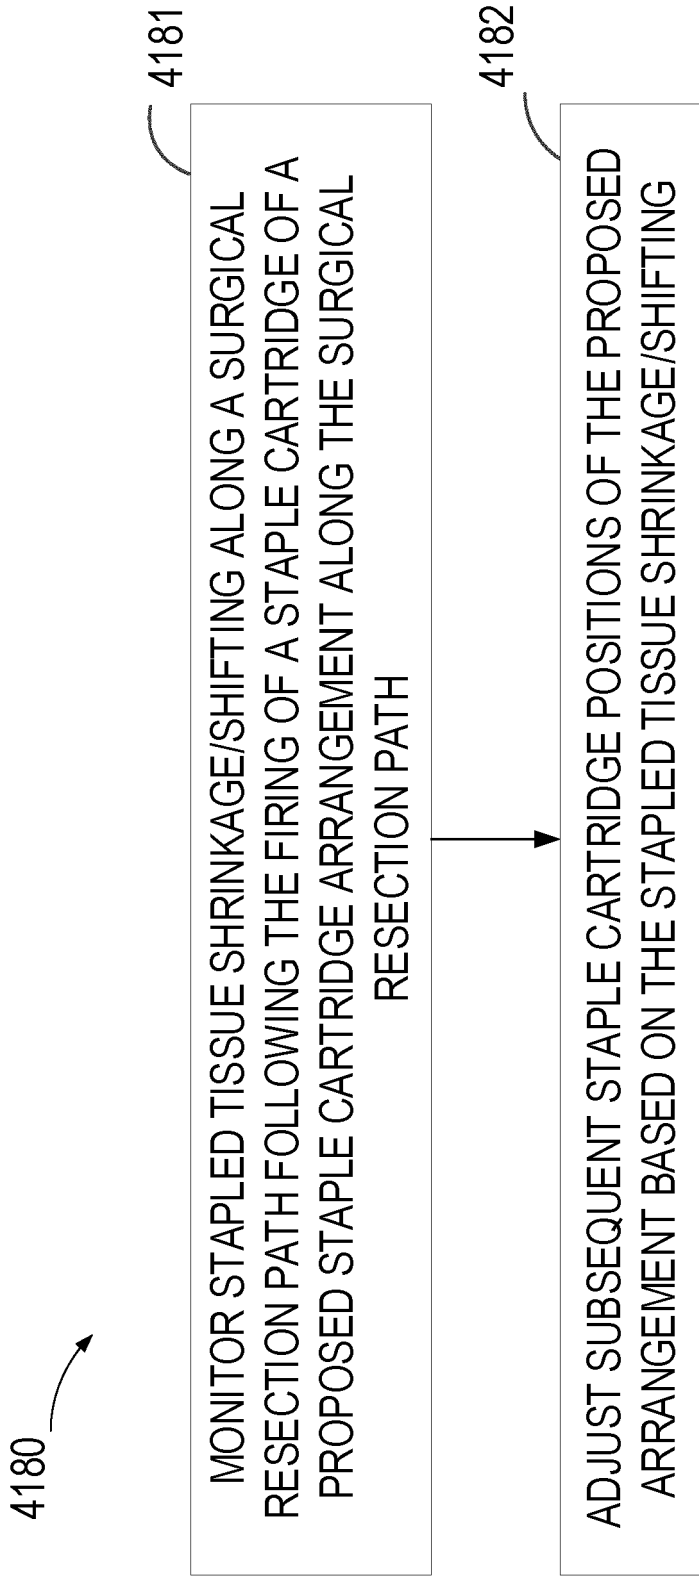 4180
4181
MONITOR STAPLED TISSUE SHRINKAGE/SHIFTING ALONG A SURGICAL
RESECTION PATH FOLLOWING THE FIRING OF A STAPLE CARTRIDGE OF A
PROPOSED STAPLE CARTRIDGE ARRANGEMENT ALONG THE SURGICAL
RESECTION PATH
4182
ADJUST SUBSEQUENT STAPLE CARTRIDGE POSITIONS OF THE PROPOSED
ARRANGEMENT BASED ON THE STAPLED TISSUE SHRINKAGE/SHIFTING